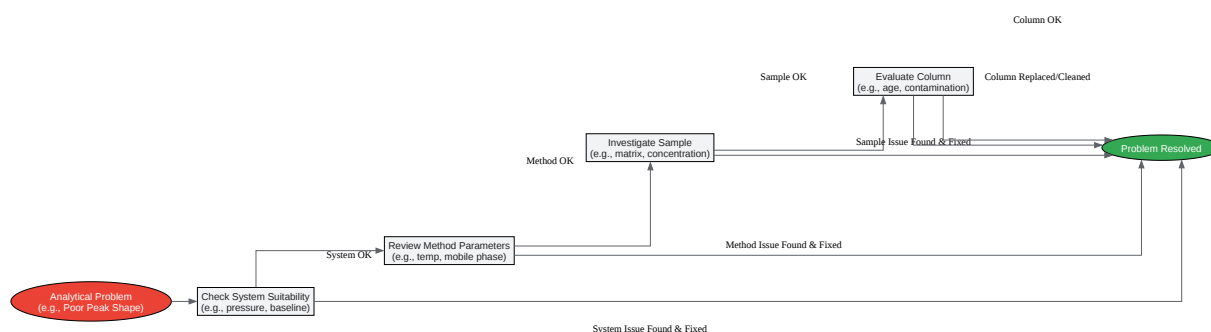 Column OK
Sample OK
Evaluate Column
(e.g., age, contamination)
Column Replaced/Cleaned
Investigate Sample
(e.g., matrix, concentration)
Sample Issue Found & Fixed
Problem Resolved
Method OK
Review Method Parameters
(e.g., temp, mobile phase)
Method Issue Found & Fixed
System OK
Analytical Problem
(e.g., Poor Peak Shape)
Check System Suitability
(e.g., pressure, baseline)
System Issue Found & Fixed